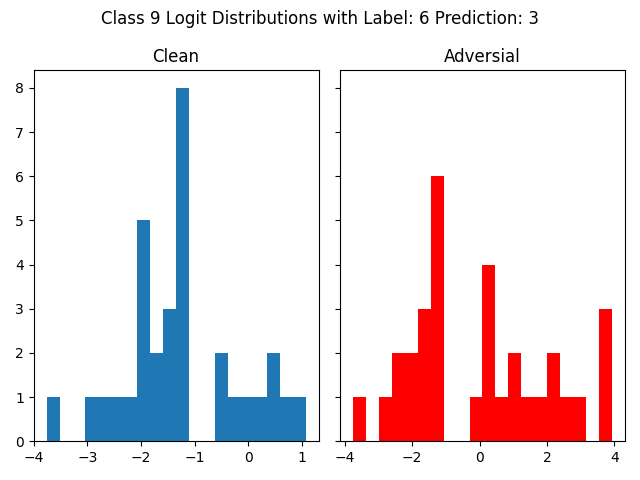 Class 9 Logit Distributions with Label: 6 Prediction: 3
Clean
Adversial
8
7
6
5
4
3
2
1
0
−4 −3 −2 −1 0 1
−4 −2 0 2 4